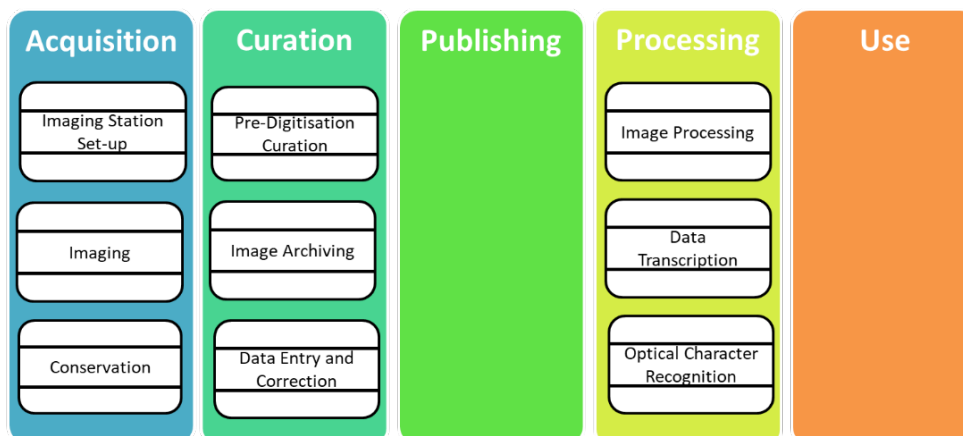 Acquisition
Imaging Station
Set-up
Imaging
Conservation
Curation
Pre-Digitisation
Curation
Image Archiving
Data Entry and
Correction
Publishing
Processing
Image Processing
Data
Transcription
Optical Character
Recognition
Use